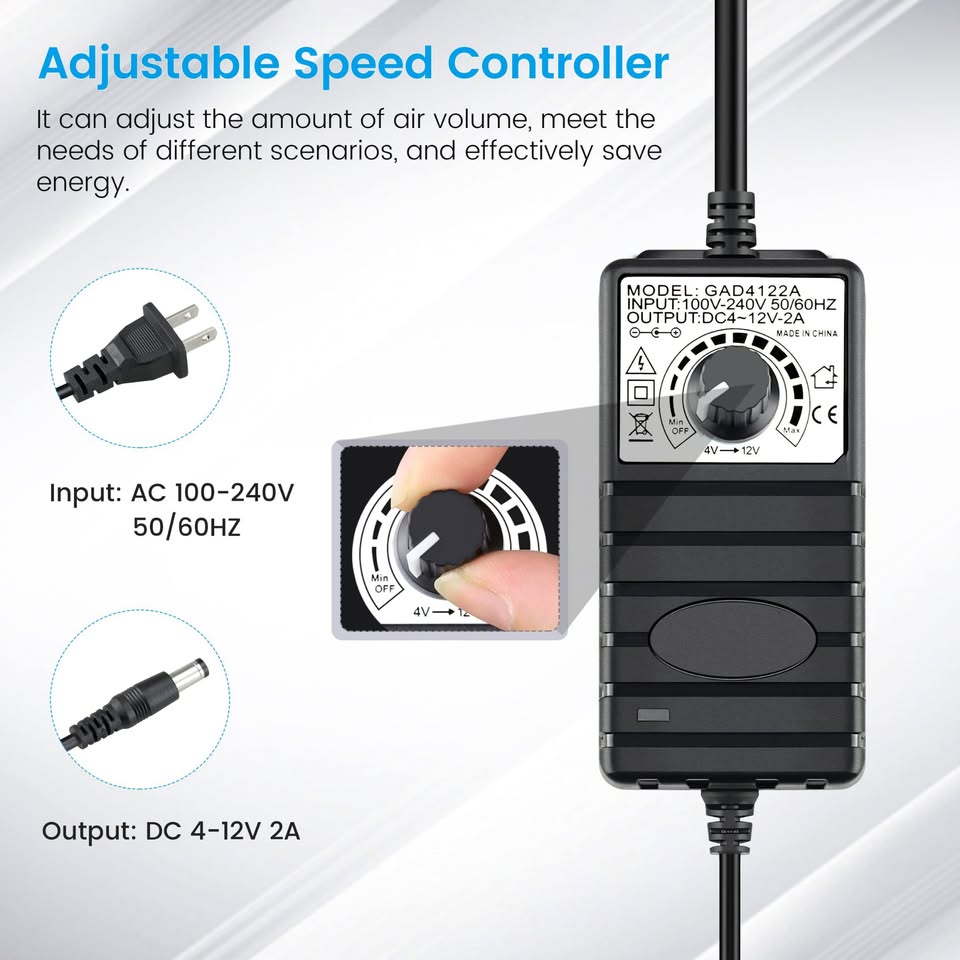 Adjustable Speed Controller
It can adjust the amount of air volume, meet the
needs of different scenarios, and effectively save
energy.
MODEL: GAD4122A
INPUT:100V-240V 50/60HZ
OUTPUT:DC4~12V-2A
MADE IN CHINA
Min
OFF
Max
4V→12V
CE
Input: AC 100-240V
50/60HZ
Min
OFF
4V→12
Output: DC 4-12V 2A